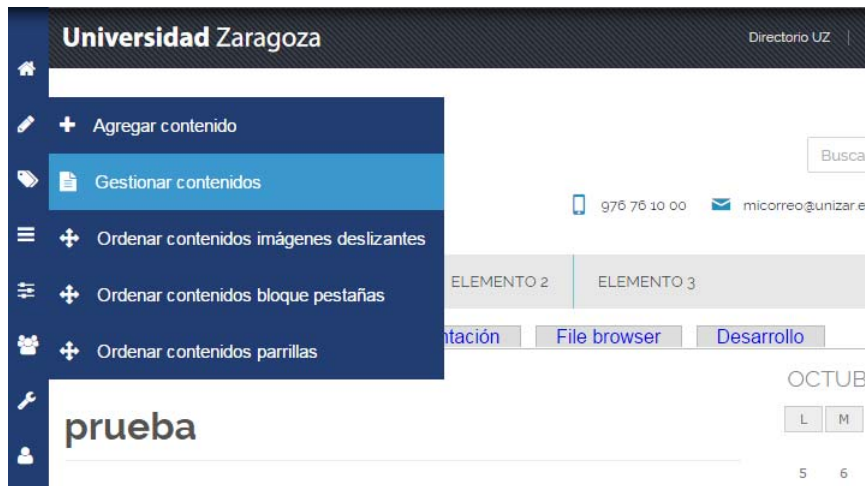 Universidad Zaragoza
Directorio UZ |
Agregar contenido
Gestionar contenidos
Ordenar contenidos imágenes deslizantes
Ordenar contenidos bloque pestañas
Ordenar contenidos parrillas
Busca
976 76 10 00 micorreo@unizar.e
ELEMENTO 2 ELEMENTO 3
ntación File browser Desarrollo
prueba
OCTUB
L M
5 6